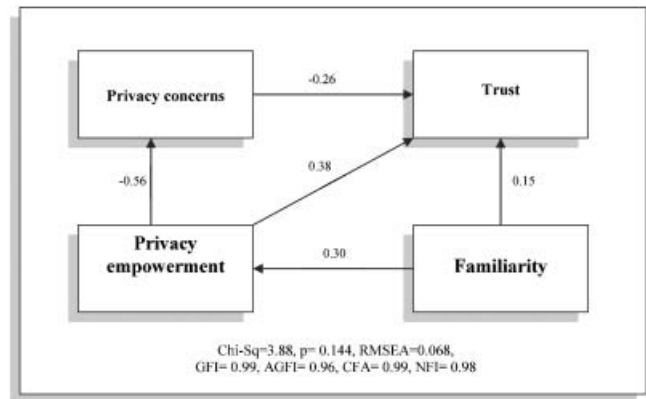 Privacy concerns
-0.26
Trust
-0.56
0.38
0.15
Privacy
empowerment
0.30
Familiarity
Chi-Sq=3.88, p= 0.144, RMSEA=0.068,
GFI= 0.99, AGFI= 0.96, CFA= 0.99, NFI= 0.98